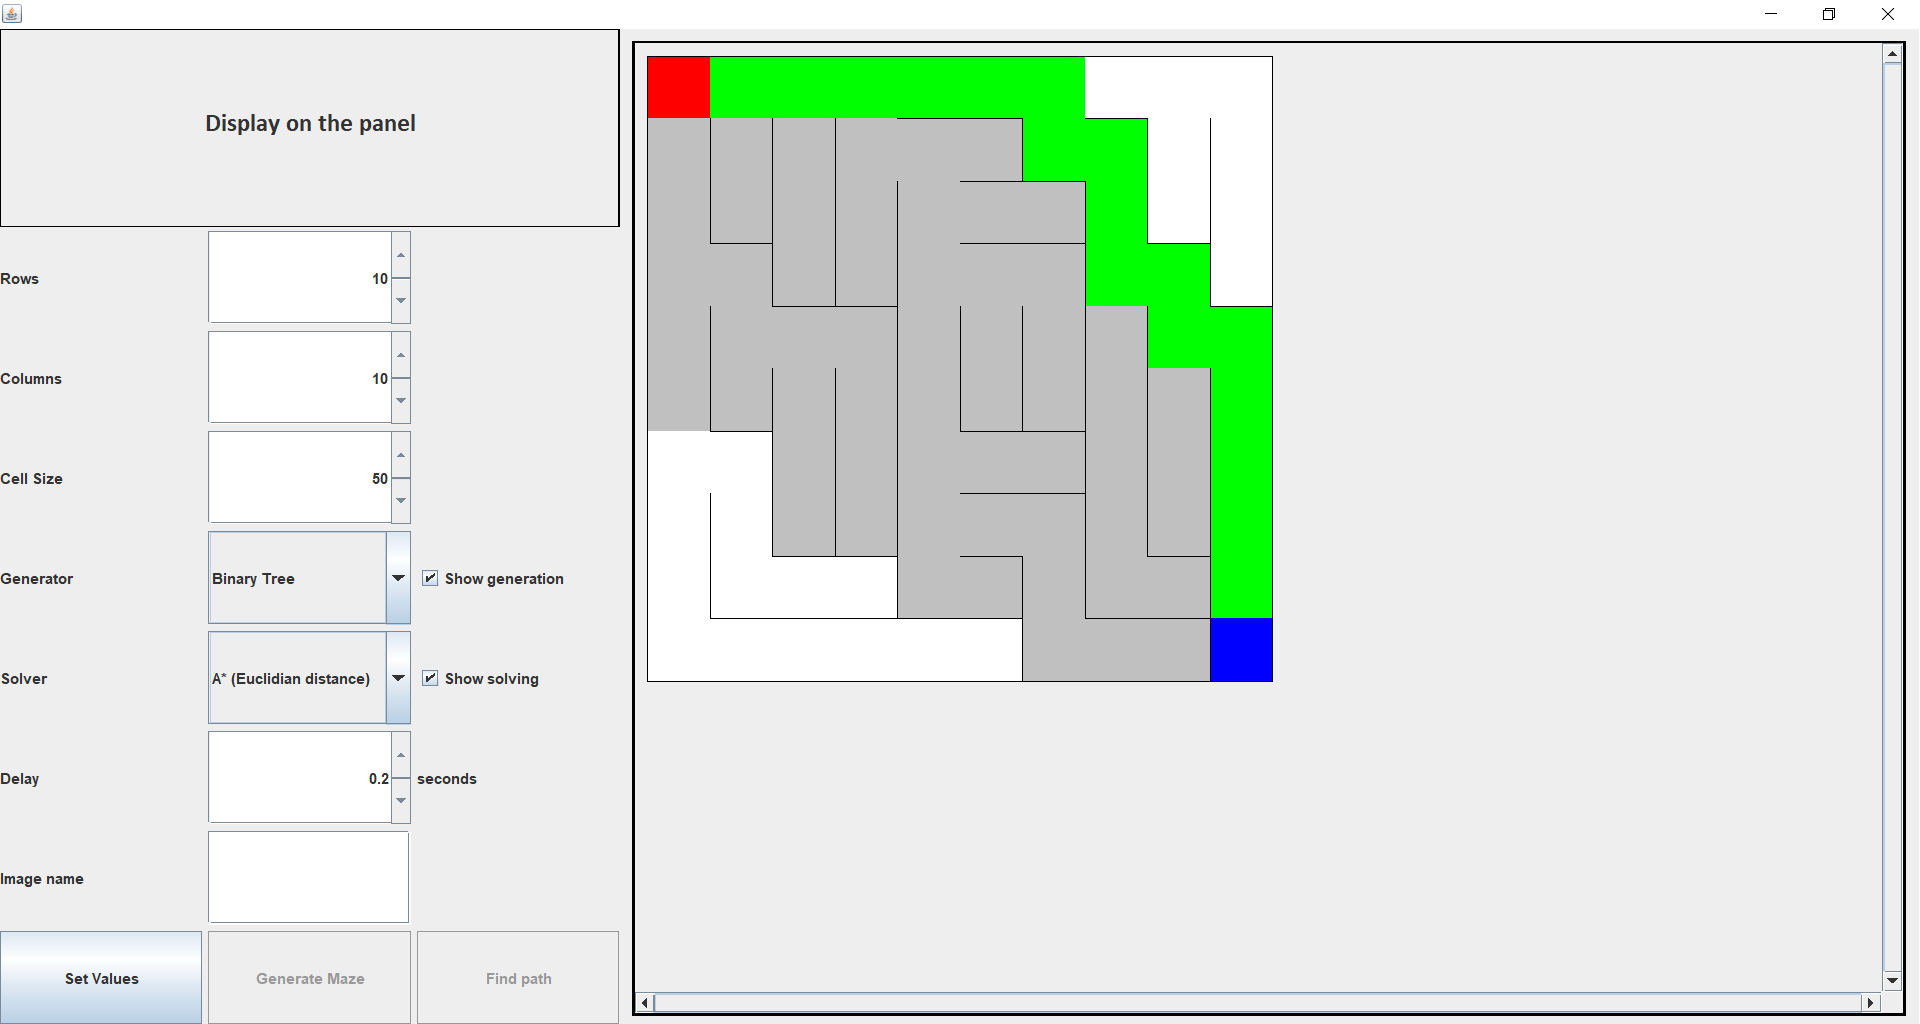 Display on the panel
Rows 10
Columns 10
Cell Size 50
Generator Binary Tree Show generation
Solver A* (Euclidian distance) Show solving
Delay 0.2 seconds
Image name
Set Values Generate Maze Find path